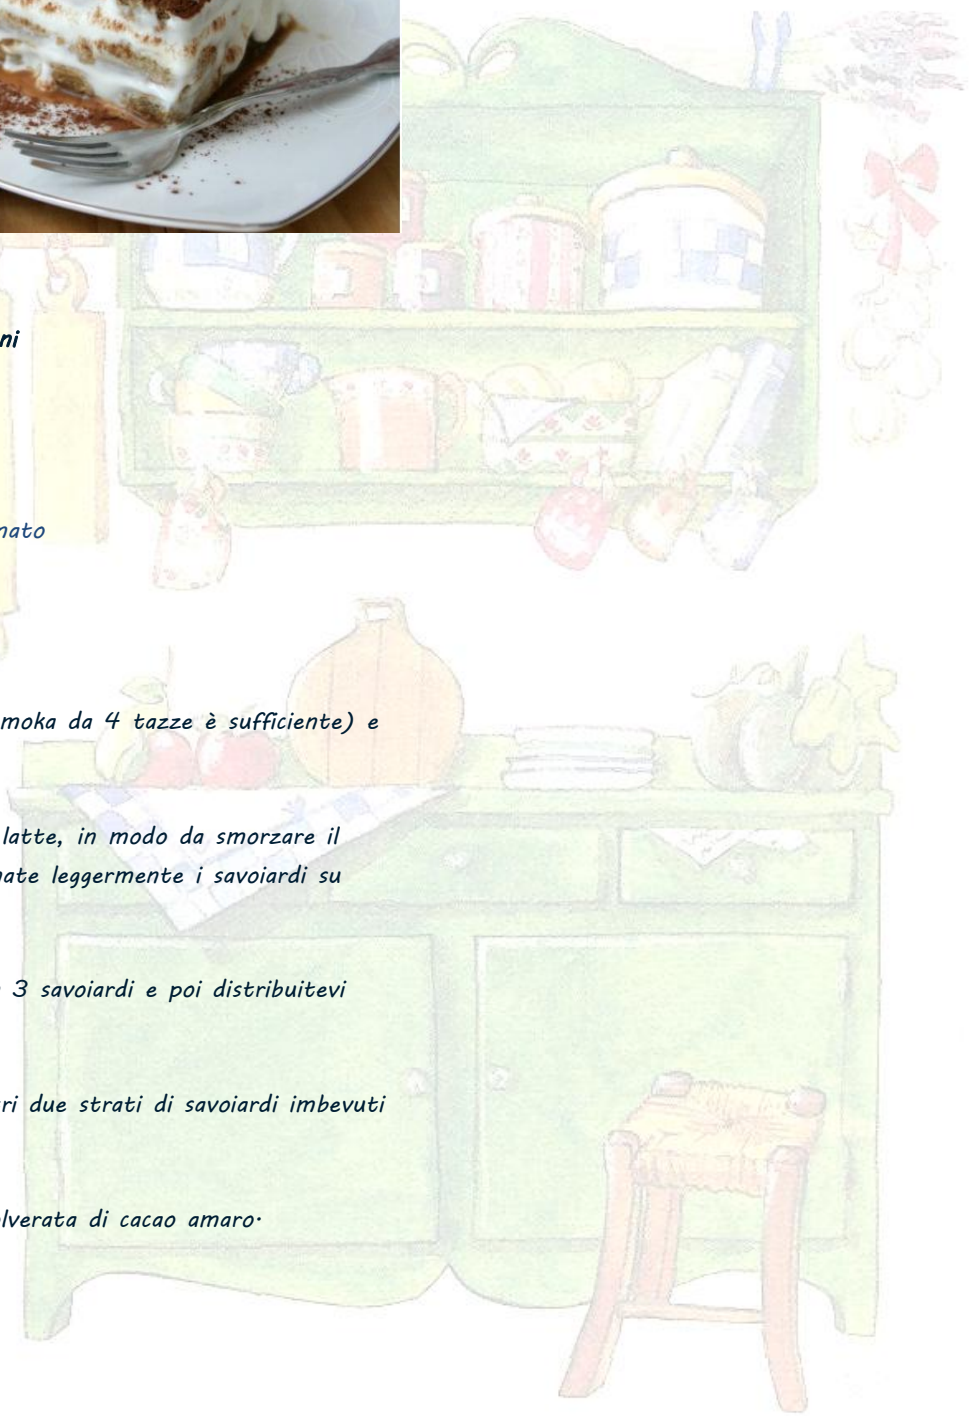 ni
nato
moka da 4 tazze è sufficiente) e
latte, in modo da smorzare il
nate leggermente i savoiardi su
3 savoiardi e poi distribuitevi
ri due strati di savoiardi imbevuti
lverata di cacao amaro·